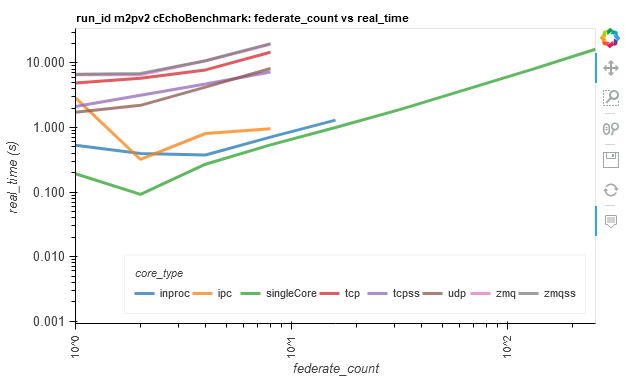 run_id m2pv2 cEchoBenchmark: federate_count vs real_time
10.000
1.000
0.100
0.010
0.001
real_time (s)
core_type
inproc ipc singleCore tcp tcpss udp zmq zmqss
10^0 10^1 10^2
federate_count